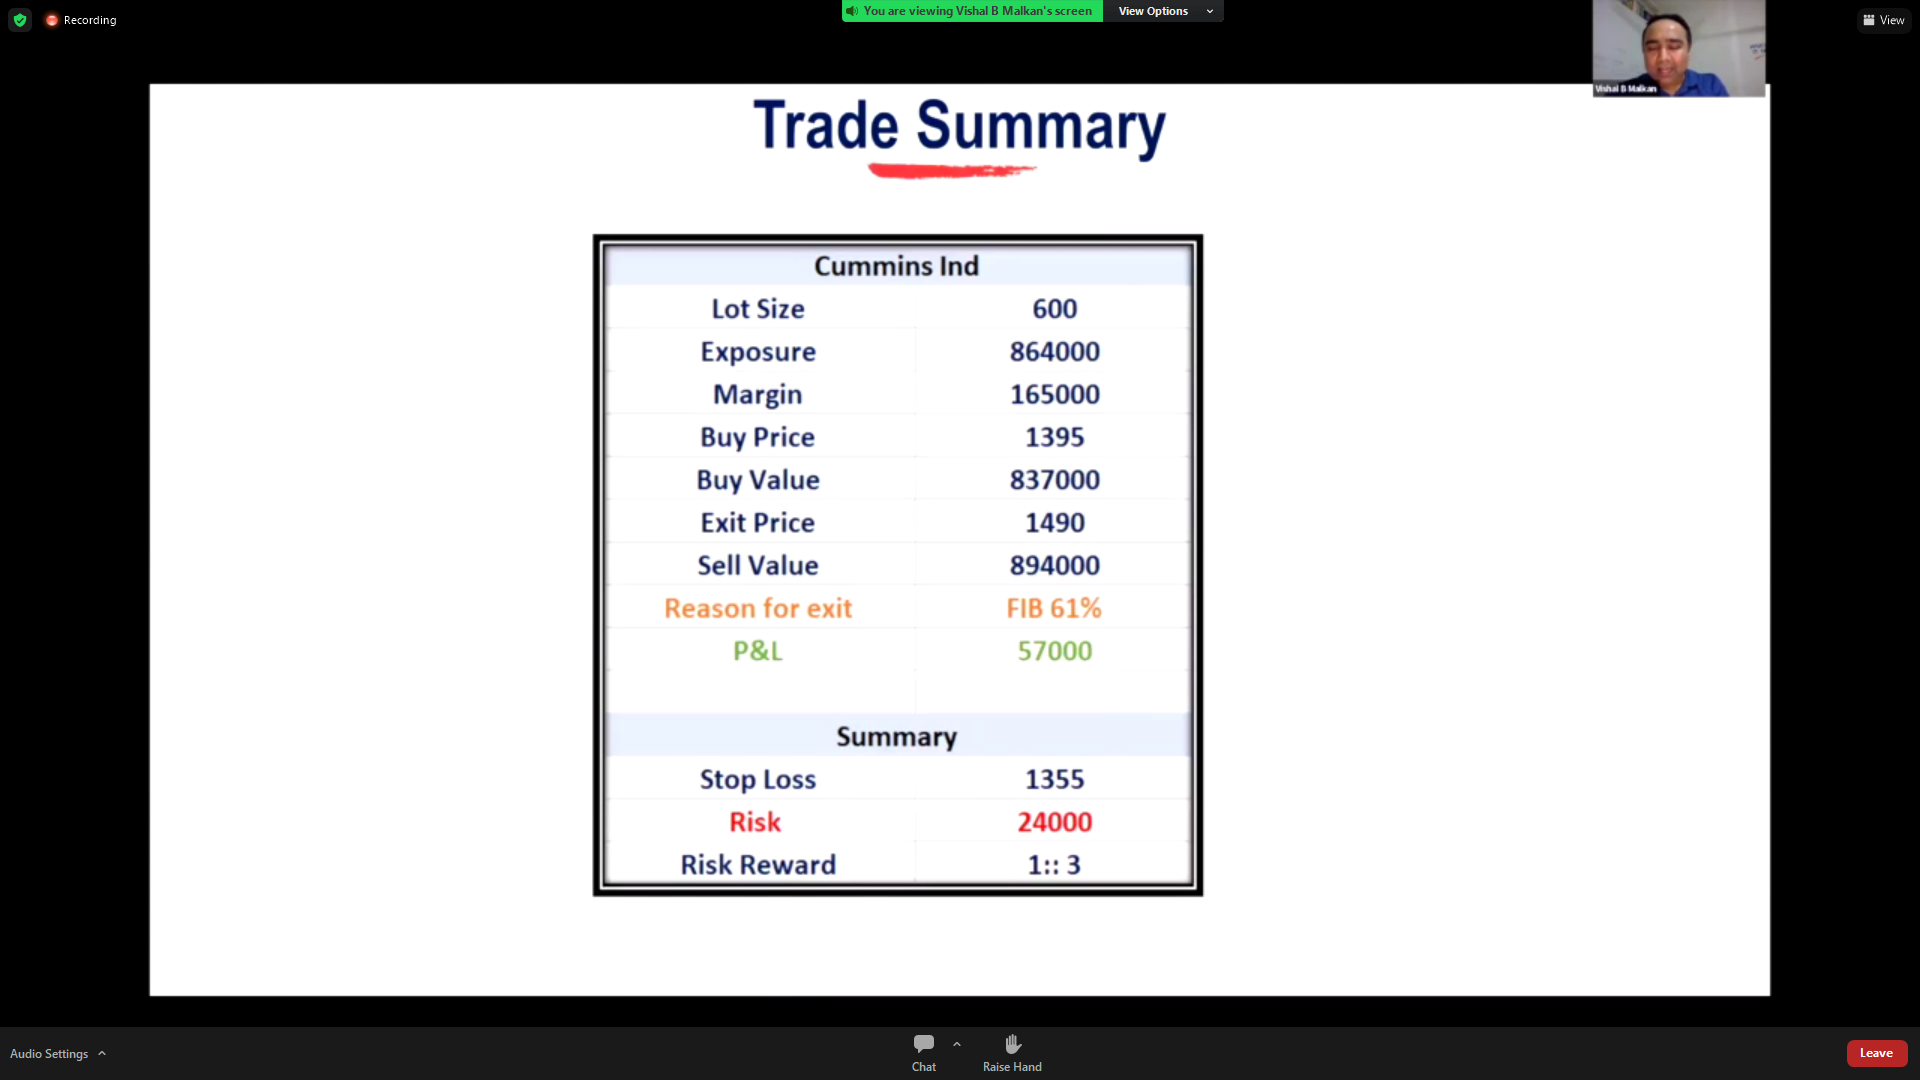 Recording
You are viewing Vishal B Malkan's screen
View Options
View
Vishal B Malkan
Trade Summary
Cummins Ind
Lot Size 600
Exposure 864000
Margin 165000
Buy Price 1395
Buy Value 837000
Exit Price 1490
Sell Value 894000
Reason for exit FIB 61%
P&L 57000
Summary
Stop Loss 1355
Risk 24000
Risk Reward 1:: 3
Audio Settings
Chat
Raise Hand
Leave